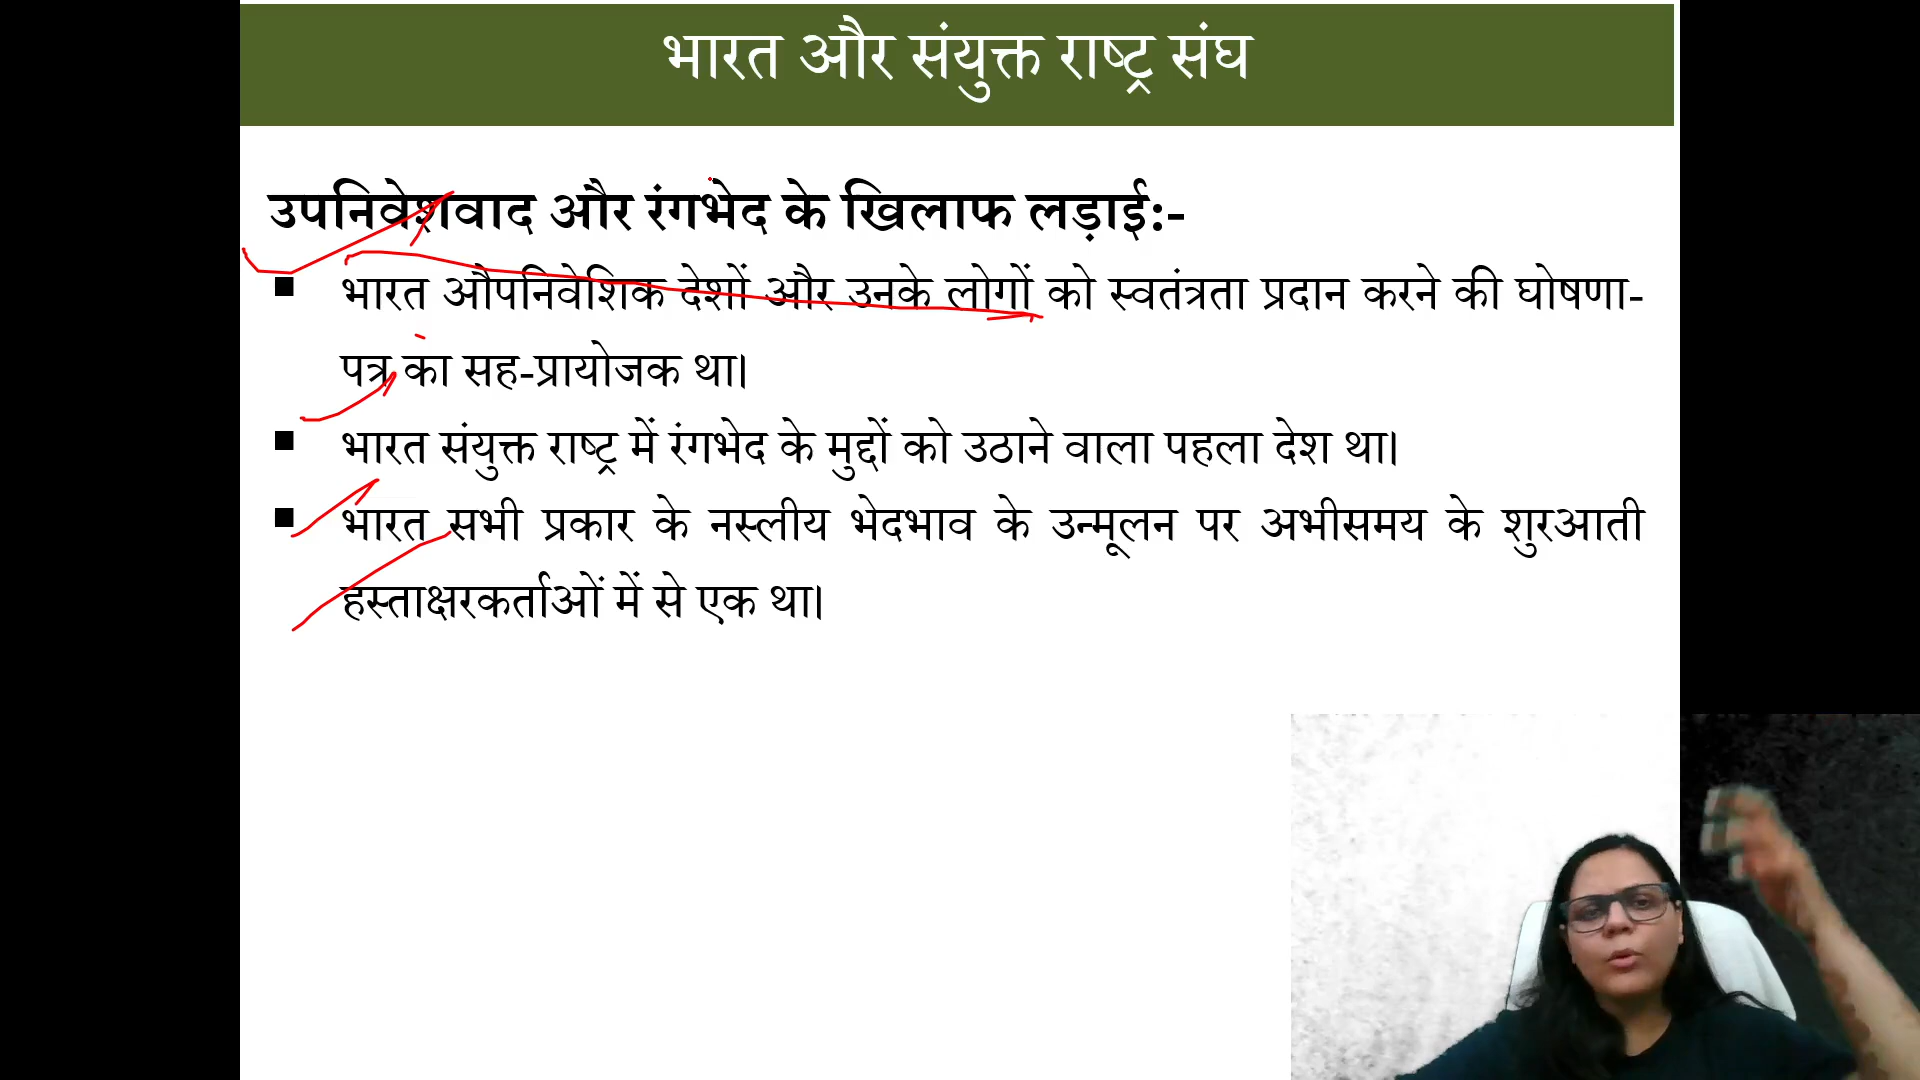 भारत और संयुक्त राष्ट्र संघ
उपनिवेशवाद और रंगभेद के खिलाफ लड़ाई:-
▪ भारत औपनिवेशिक देशों और उनके लोगों को स्वतंत्रता प्रदान करने की घोषणा-
पत्र का सह-प्रायोजक था।
▪ भारत संयुक्त राष्ट्र में रंगभेद के मुद्दों को उठाने वाला पहला देश था।
▪ भारत सभी प्रकार के नस्लीय भेदभाव के उन्मूलन पर अभीसमय के शुरआती
हस्ताक्षरकर्ताओं में से एक था।